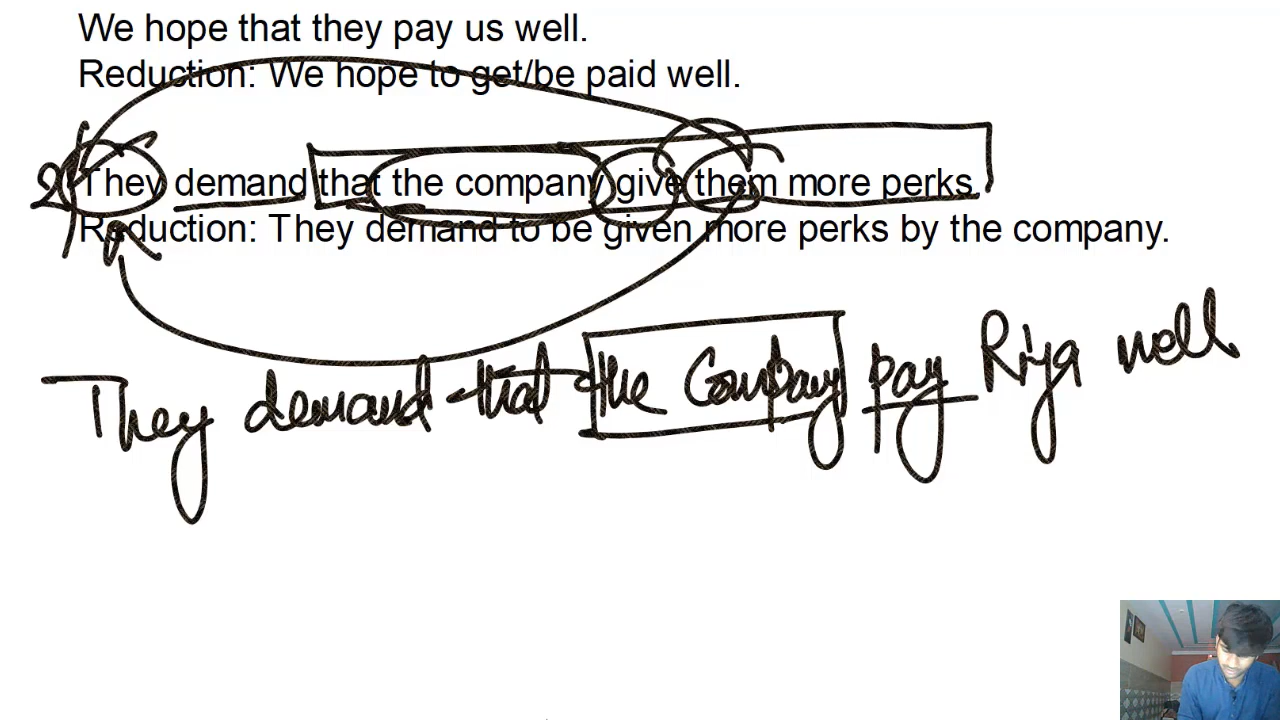 We hope that they pay us well.
Reduction: We hope to get/be paid well.
2. They demand that the company give them more perks.
Reduction: They demand to be given more perks by the company.
They demand that the Company pay Riya well